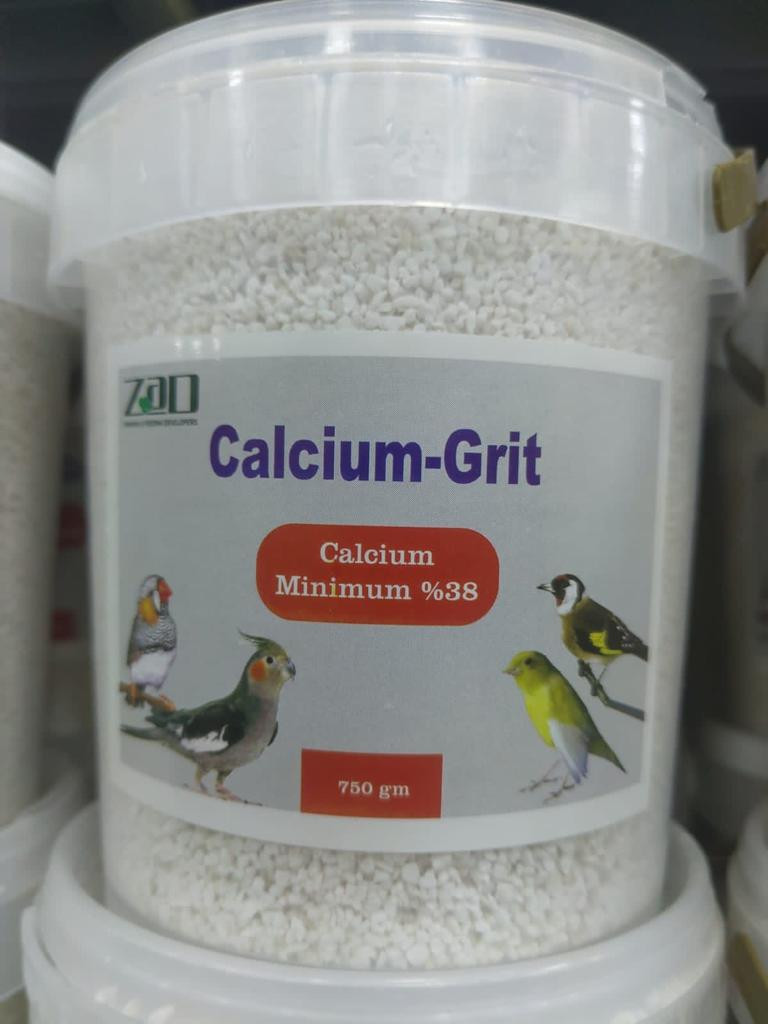 ZAD
Calcium-Grit
Calcium
Minimum %38
750 gm